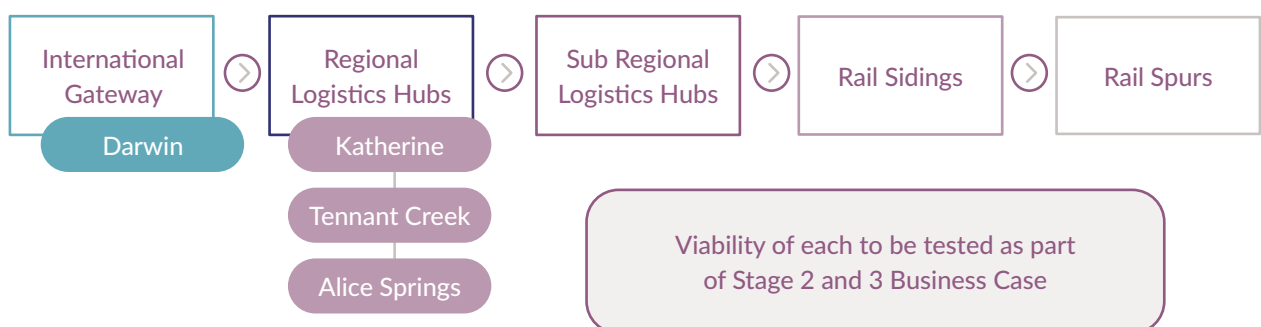 International
Gateway
Darwin
Regional
Logistics Hubs
Katherine
Tennant Creek
Alice Springs
Sub Regional
Logistics Hubs
Rail Sidings
Rail Spurs
Viability of each to be tested as part
of Stage 2 and 3 Business Case